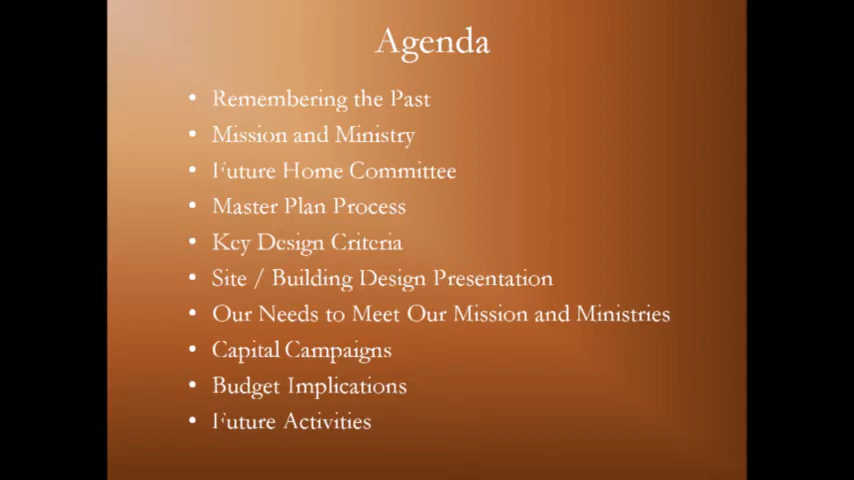 Agenda
• Remembering the Past
• Mission and Ministry
• Future Home Committee
• Master Plan Process
• Key Design Criteria
• Site / Building Design Presentation
• Our Needs to Meet Our Mission and Ministries
• Capital Campaigns
• Budget Implications
• Future Activities